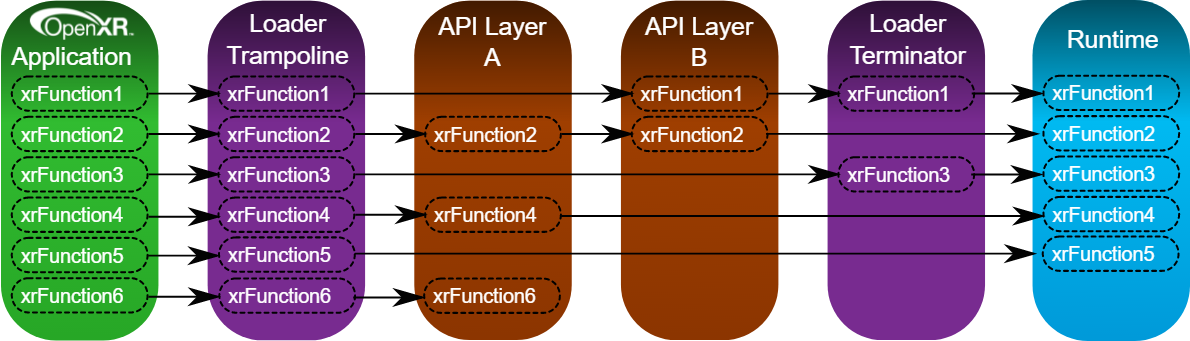 OpenXR™
Application
xrFunction1
xrFunction2
xrFunction3
xrFunction4
xrFunction5
xrFunction6
Loader
Trampoline
xrFunction1
xrFunction2
xrFunction3
xrFunction4
xrFunction5
xrFunction6
API Layer
A
xrFunction2
xrFunction4
xrFunction6
API Layer
B
xrFunction1
xrFunction2
Loader
Terminator
xrFunction1
xrFunction3
Runtime
xrFunction1
xrFunction2
xrFunction3
xrFunction4
xrFunction5